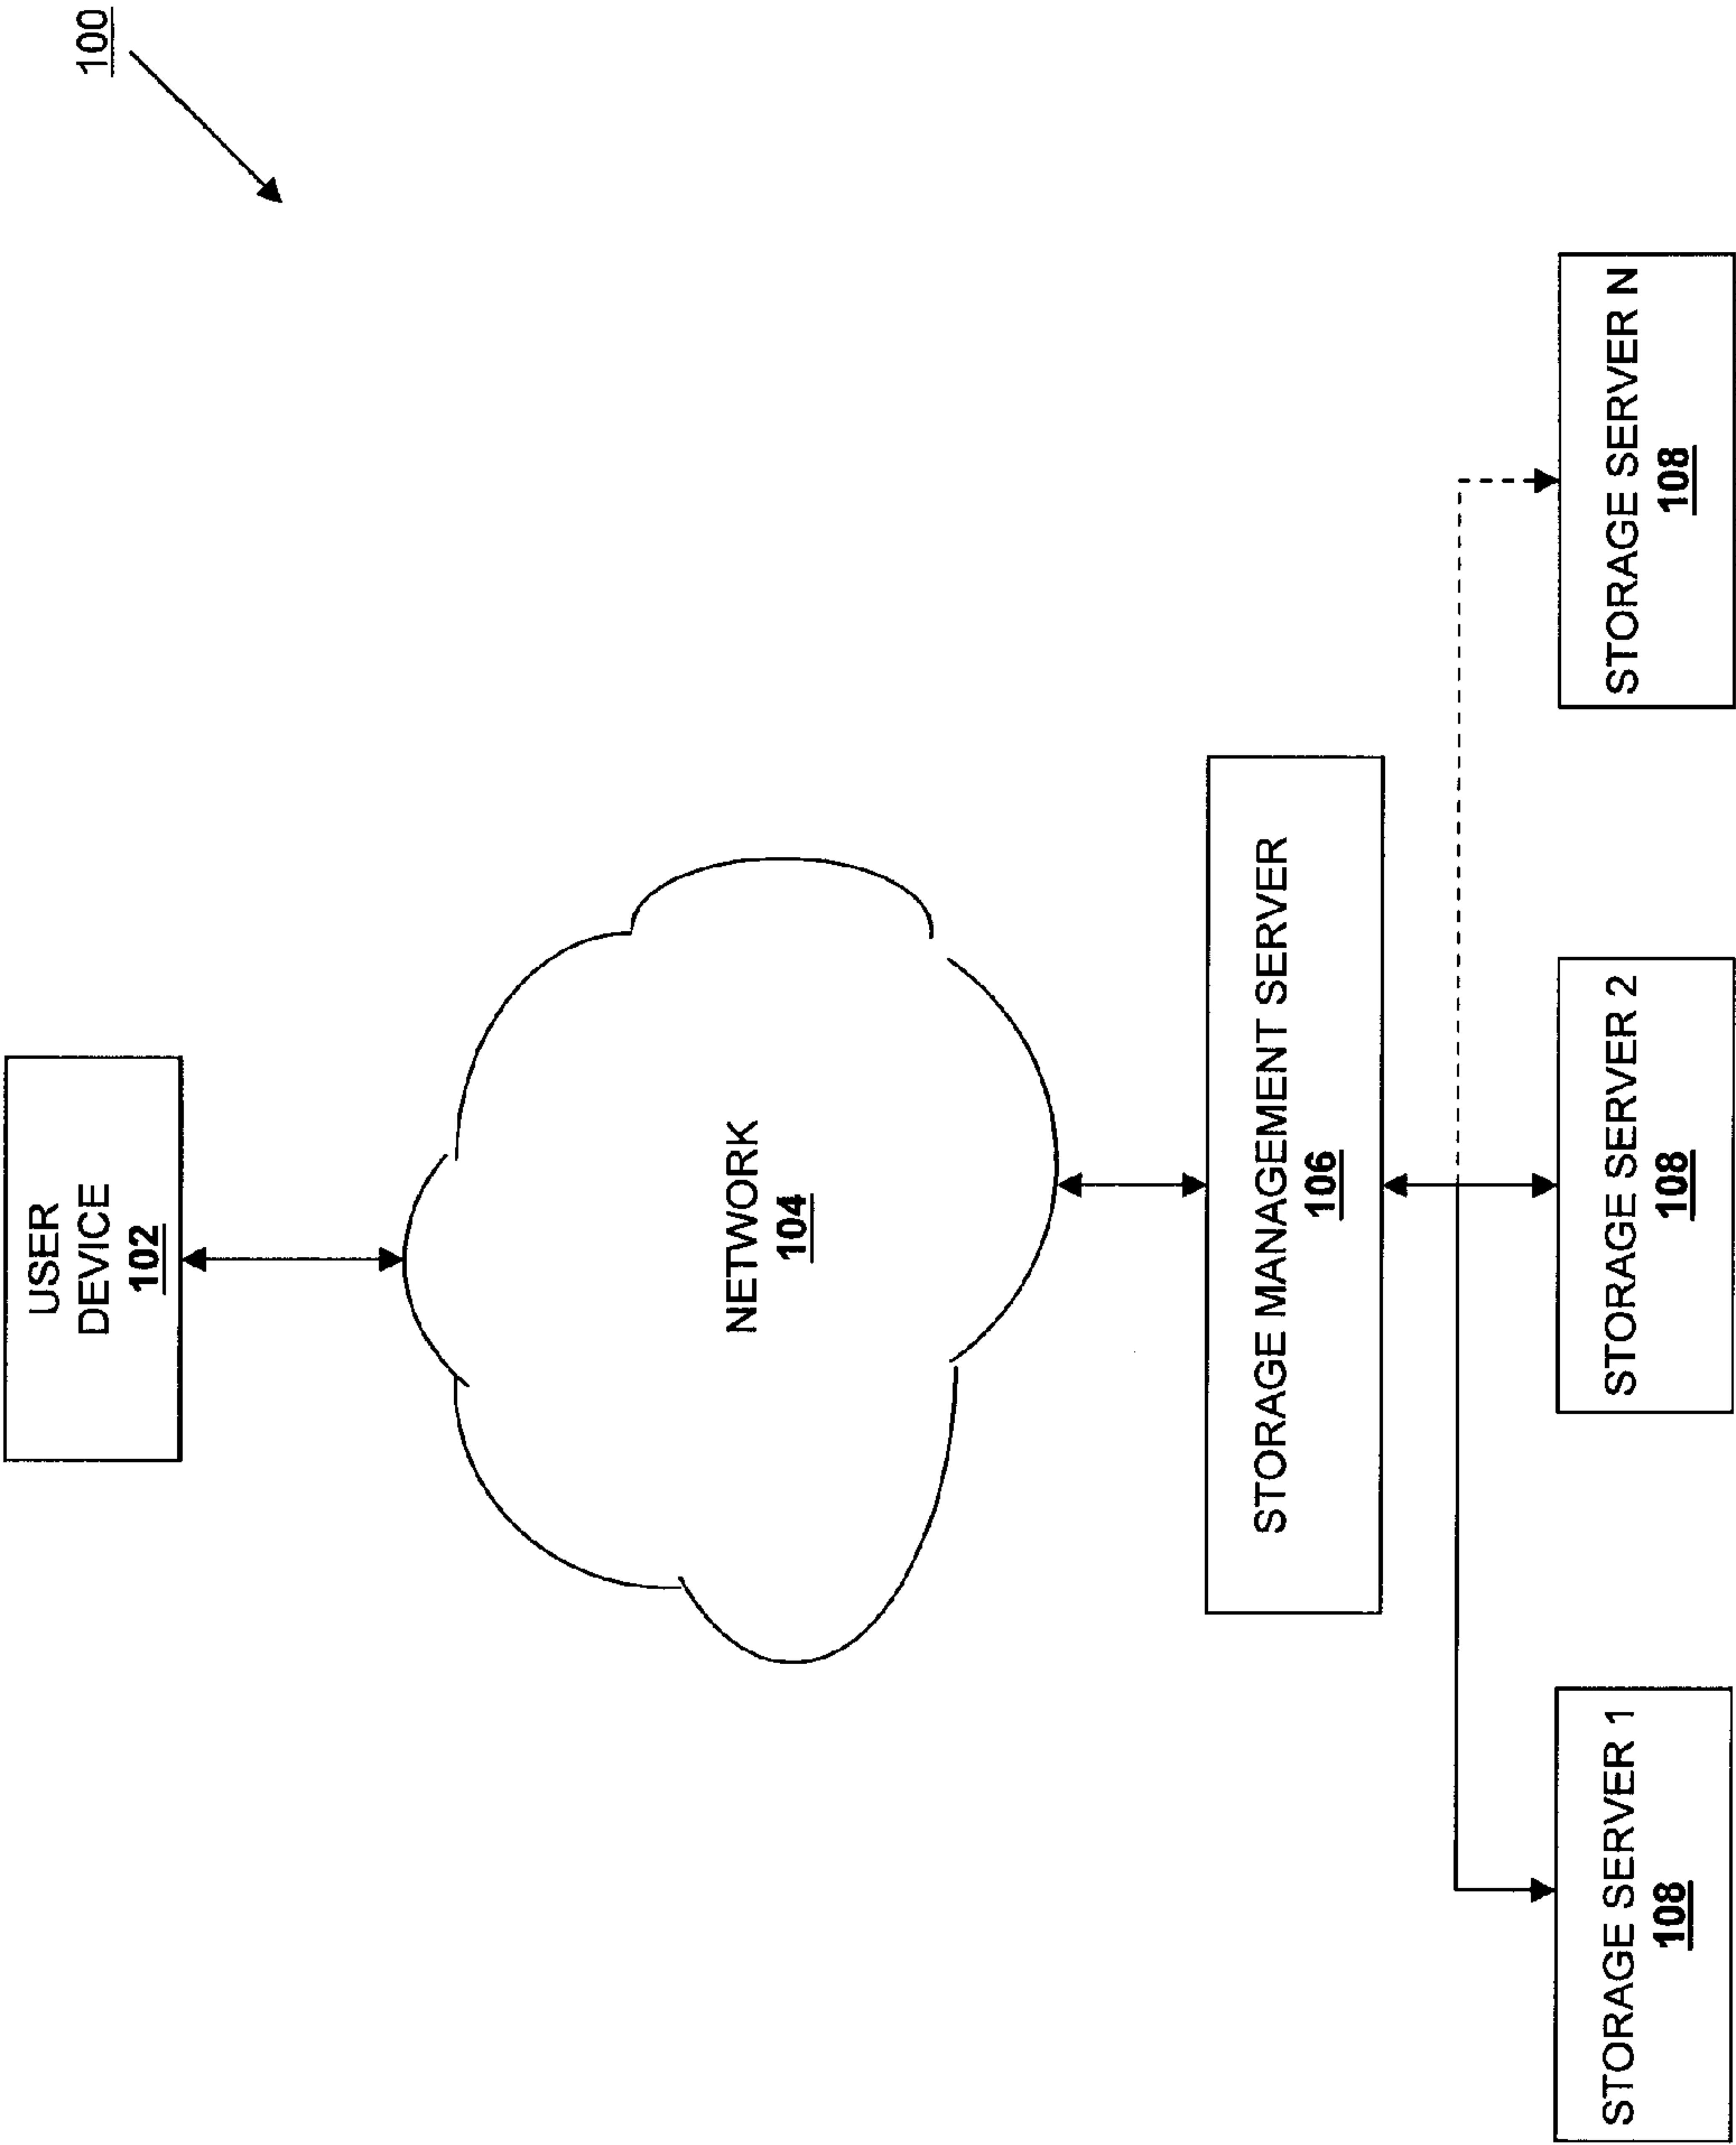 100
USER
DEVICE
102
NETWORK
104
STORAGE MANAGEMENT SERVER
106
STORAGE SERVER 1
108
STORAGE SERVER 2
108
STORAGE SERVER N
108